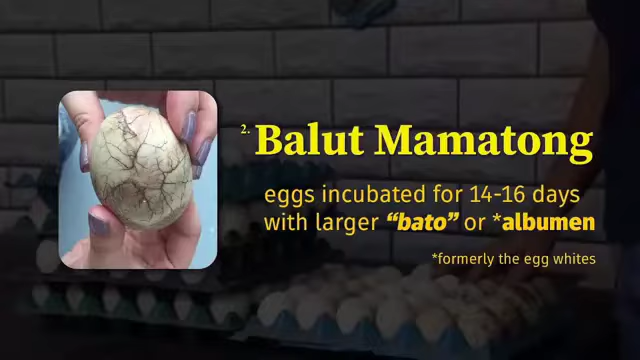 2. Balut Mamatong
eggs incubated for 14-16 days
with larger “bato” or *albumen
*formerly the egg whites